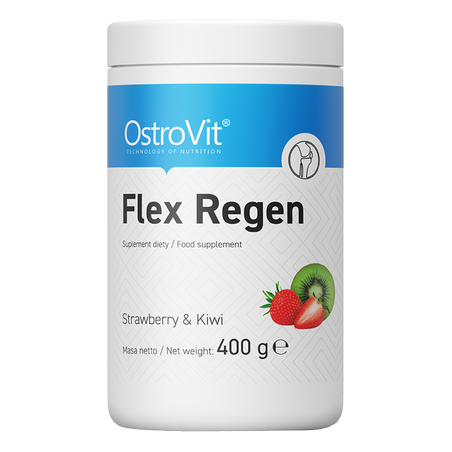 OstroVit®
TECHNOLOGY OF NUTRITION
Flex Regen
Suplement diety / Food supplement
Strawberry & Kiwi
Masa netto / Net weight: 400 g ℮